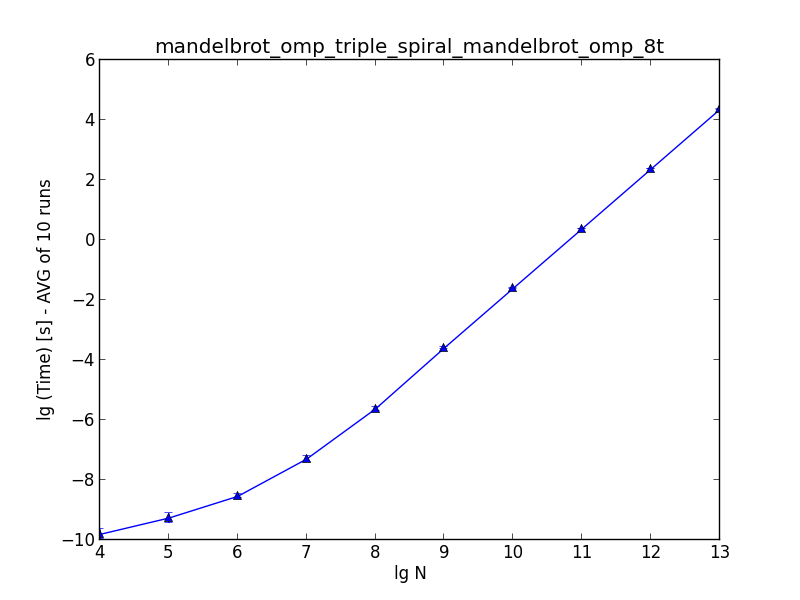 mandelbrot_omp_triple_spiral_mandelbrot_omp_8t
lg (Time) [s] - AVG of 10 runs
6
4
2
0
−2
−4
−6
−8
−10
4 5 6 7 8 9 10 11 12 13
lg N